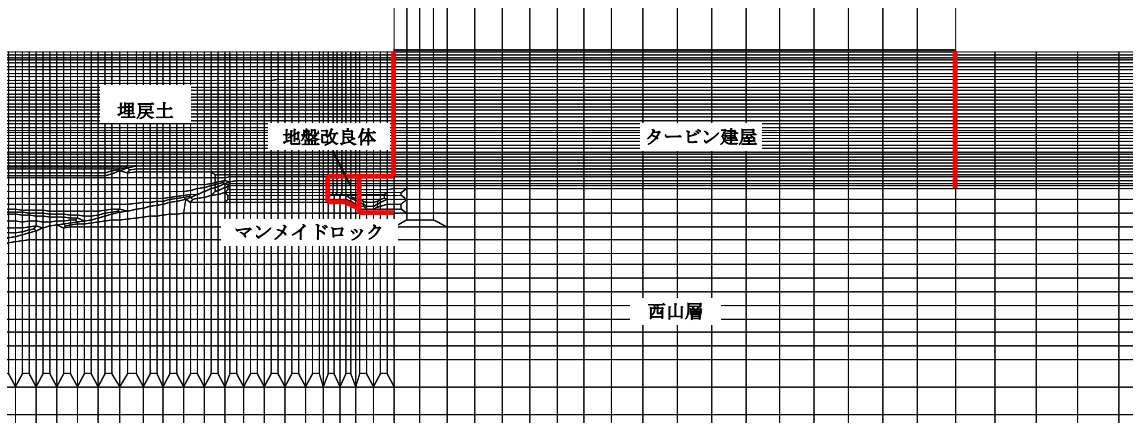 埋戻土
地盤改良体
タービン建屋
マンメイドロック
西山層